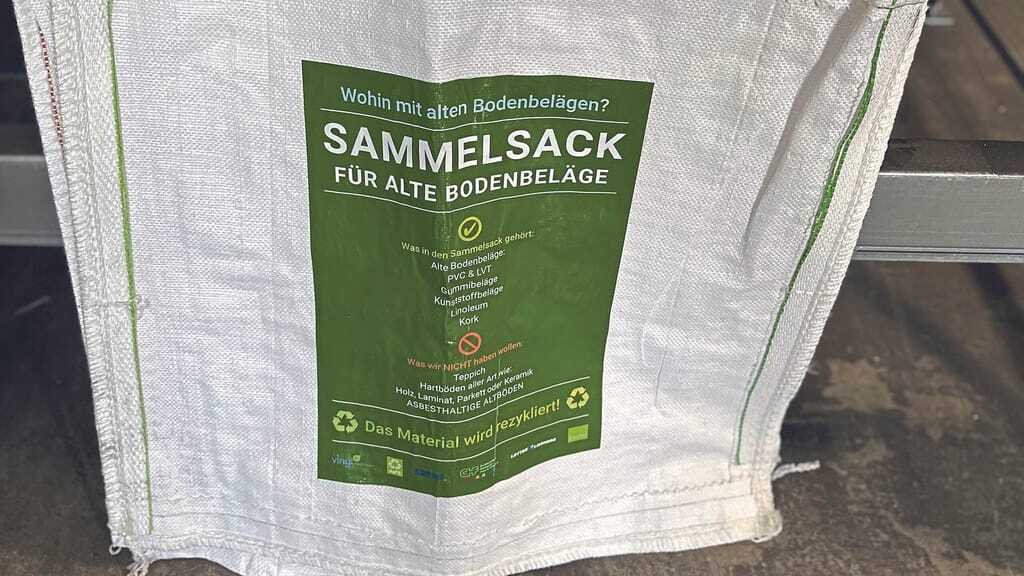 Wohin mit alten Bodenbelägen?
SAMMELSACK
FÜR ALTE BODENBELÄGE
Was in den Sammelsack gehört:
Alte Bodenbeläge:
PVC & LVT
Gummibeläge
Kunststoffbeläge
Linoleum
Kork
Was wir NICHT haben wollen:
Teppich
Hartböden aller Art wie:
Holz, Laminat, Parkett oder Keramik
ASBESTHALTIGE ALTBÖDEN
Das Material wird rezykliert!